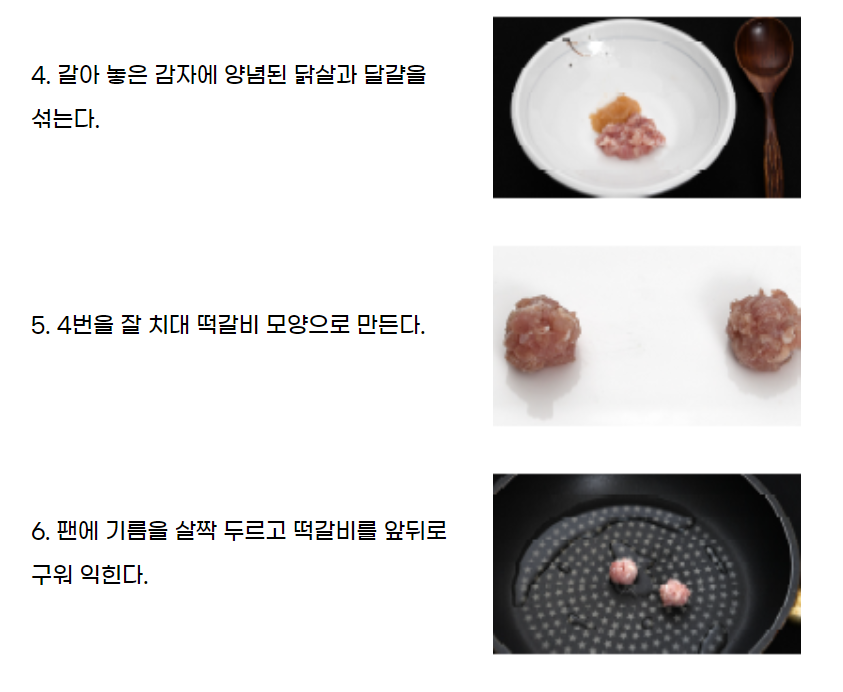 4. 갈아 놓은 감자에 양념된 닭살과 달걀을
섞는다.
5. 4번을 잘 치대 떡갈비 모양으로 만든다.
6. 팬에 기름을 살짝 두르고 떡갈비를 앞뒤로
구워 익힌다.